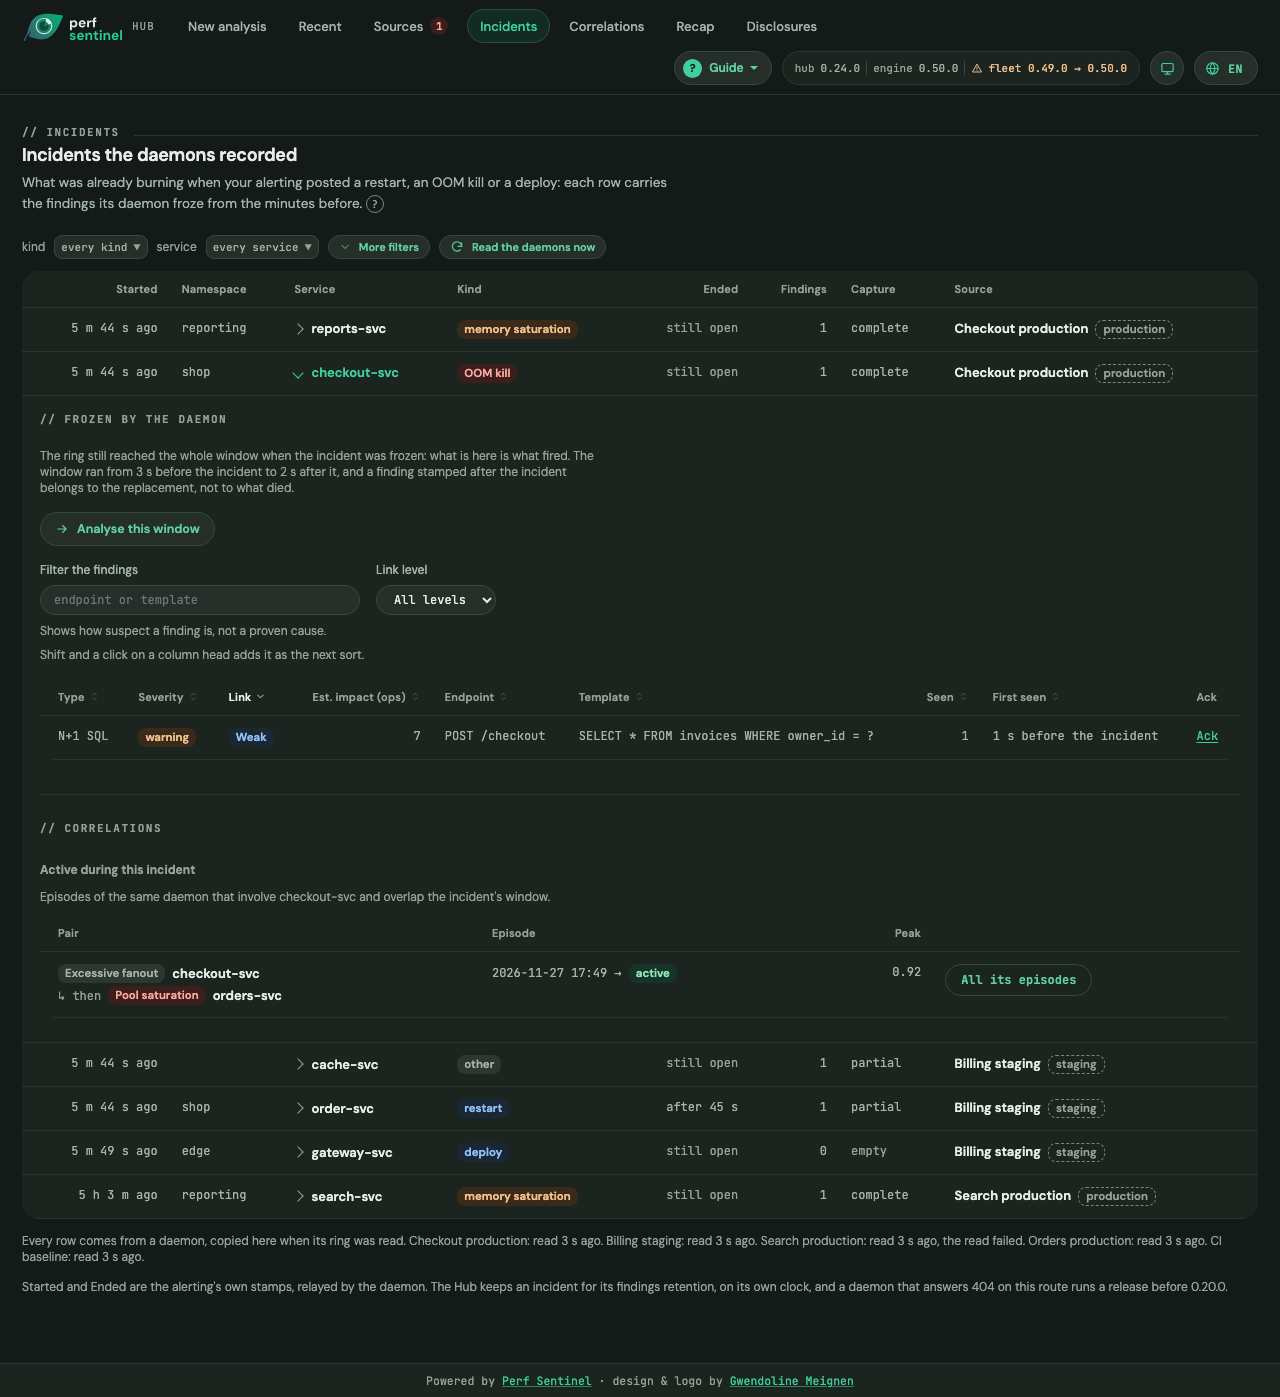 perf sentinel HUB New analysis Recent Sources 1 Incidents Correlations Recap Disclosures
? Guide hub 0.24.0 engine 0.50.0 ⚠ fleet 0.49.0 → 0.50.0 EN
// INCIDENTS
Incidents the daemons recorded
What was already burning when your alerting posted a restart, an OOM kill or a deploy: each row carries
the findings its daemon froze from the minutes before. ?
kind every kind ▼ service every service ▼ More filters Read the daemons now
Started Namespace Service Kind Ended Findings Capture Source
5 m 44 s ago reporting reports-svc memory saturation still open 1 complete Checkout production production
5 m 44 s ago shop checkout-svc OOM kill still open 1 complete Checkout production production
// FROZEN BY THE DAEMON
The ring still reached the whole window when the incident was frozen: what is here is what fired. The
window ran from 3 s before the incident to 2 s after it, and a finding stamped after the incident
belongs to the replacement, not to what died.
→ Analyse this window
Filter the findings Link level
endpoint or template All levels
Shows how suspect a finding is, not a proven cause.
Shift and a click on a column head adds it as the next sort.
Type Severity Link Est. impact (ops) Endpoint Template Seen First seen Ack
N+1 SQL warning Weak 7 POST /checkout SELECT * FROM invoices WHERE owner_id = ? 1 1 s before the incident Ack
// CORRELATIONS
Active during this incident
Episodes of the same daemon that involve checkout-svc and overlap the incident's window.
Pair Episode Peak
Excessive fanout checkout-svc 2026-11-27 17:49 → active 0.92 All its episodes
↳ then Pool saturation orders-svc
5 m 44 s ago cache-svc other still open 1 partial Billing staging staging
5 m 44 s ago shop order-svc restart after 45 s 1 partial Billing staging staging
5 m 49 s ago edge gateway-svc deploy still open 0 empty Billing staging staging
5 h 3 m ago reporting search-svc memory saturation still open 1 complete Search production production
Every row comes from a daemon, copied here when its ring was read. Checkout production: read 3 s ago. Billing staging: read 3 s ago. Search production: read 3 s ago, the read failed. Orders production: read 3 s ago. CI
baseline: read 3 s ago.
Started and Ended are the alerting's own stamps, relayed by the daemon. The Hub keeps an incident for its findings retention, on its own clock, and a daemon that answers 404 on this route runs a release before 0.20.0.
Powered by Perf Sentinel · design & logo by Gwendoline Meignen